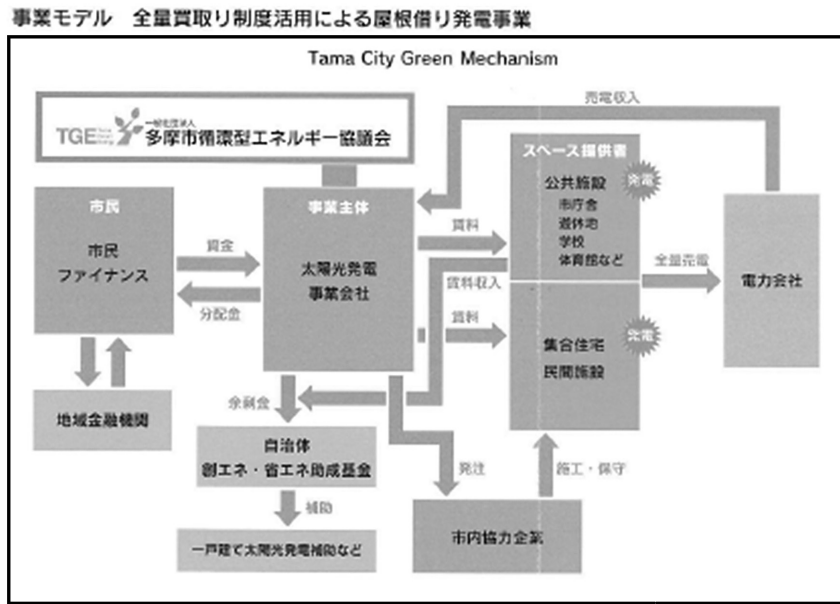 事業モデル 全量買取り制度活用による屋根借り発電事業
Tama City Green Mechanism
売電収入
TGE
一般社団法人
多摩市循環型エネルギー協議会
スペース提供者
公共施設
発電
市庁舎
遊休地
学校
体育館など
市民
市民
ファイナンス
資金
分配金
事業主体
太陽光発電
事業会社
賃料
賃料収入
賃料
全量売電
電力会社
集合住宅
民間施設
発電
地域金融機関
余剰金
自治体
創エネ・省エネ助成基金
補助
一戸建て太陽光発電補助など
発注
施工・保守
市内協力企業